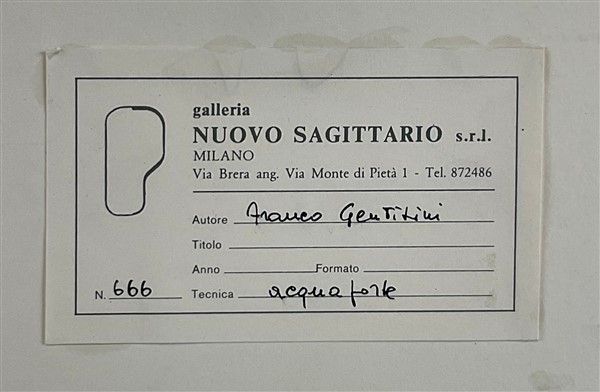 galleria
NUOVO SAGITTARIO s.r.l.
MILANO
Via Brera ang. Via Monte di Pietà 1 - Tel. 872486
Autore Franco Gentilini
Titolo
Anno Formato
N. 666 Tecnica acquaforte